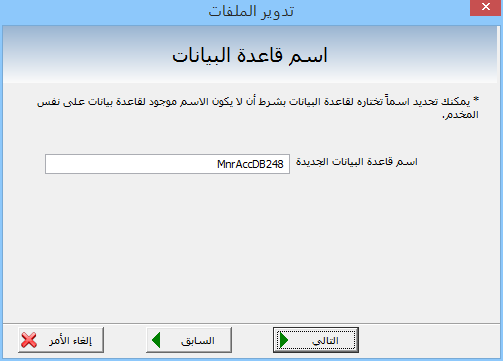 تدوير الملفات
اسم قاعدة البيانات
* يمكنك تحديد اسماً تختاره لقاعدة البيانات بشرط أن لا يكون الاسم موجود لقاعدة بيانات على نفس
المخدم.
اسم قاعدة البيانات الجديدة
MnrAccDB248
التالي
السابق
إلغاء الأمر